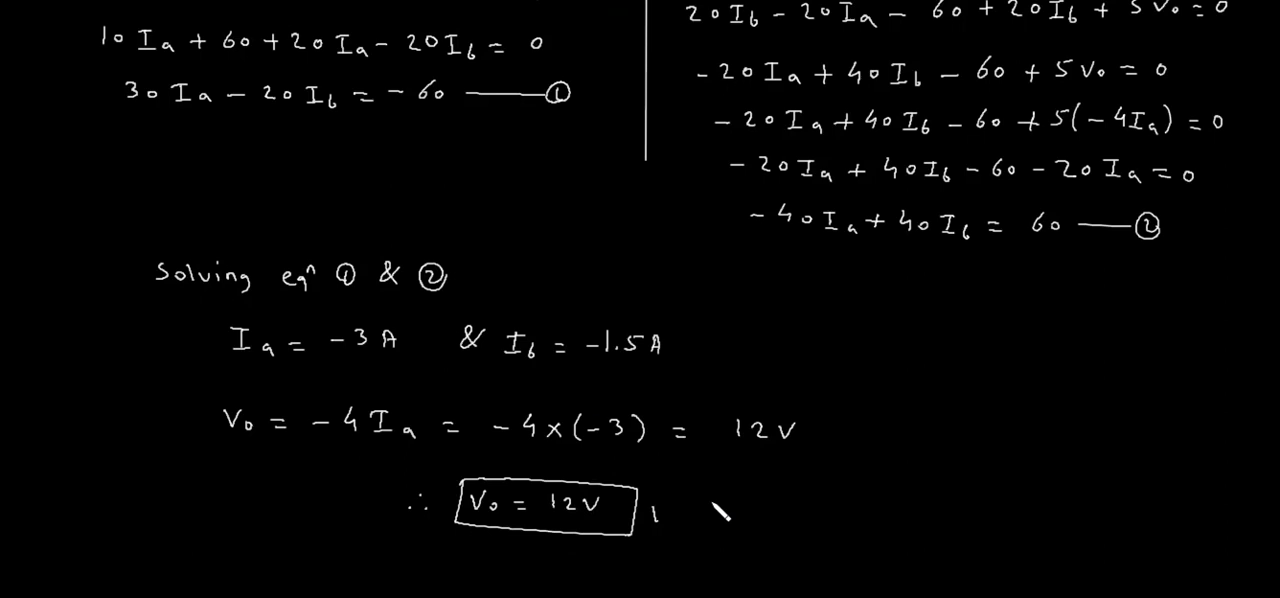 10 Ia + 60 + 20 Ia - 20 Ib = 0
30 Ia - 20 Ib = - 60 —— ①
20 Ib - 20 Ia - 60 + 20 Ib + 5 Vo = 0
- 20 Ia + 40 Ib - 60 + 5 Vo = 0
- 20 Ia + 40 Ib - 60 + 5(- 4 Ia) = 0
- 20 Ia + 40 Ib - 60 - 20 Ia = 0
- 40 Ia + 40 Ib = 60 —— ②
Solving eqⁿ ① & ②
Ia = - 3 A & Ib = - 1.5 A
Vo = - 4 Ia = - 4 × (- 3) = 12 V
∴ Vo = 12 V